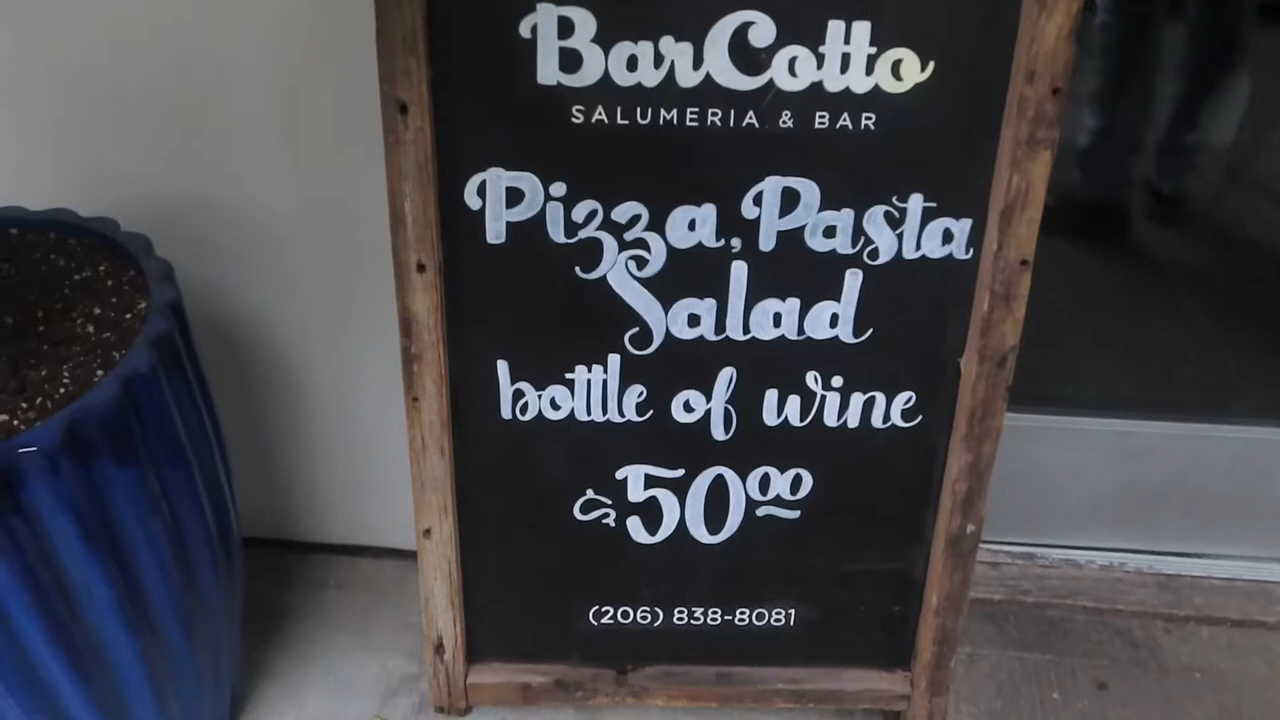 BarCotto
SALUMERIA & BAR
Pizza, Pasta
Salad
bottle of wine
$5000
(206) 838-8081